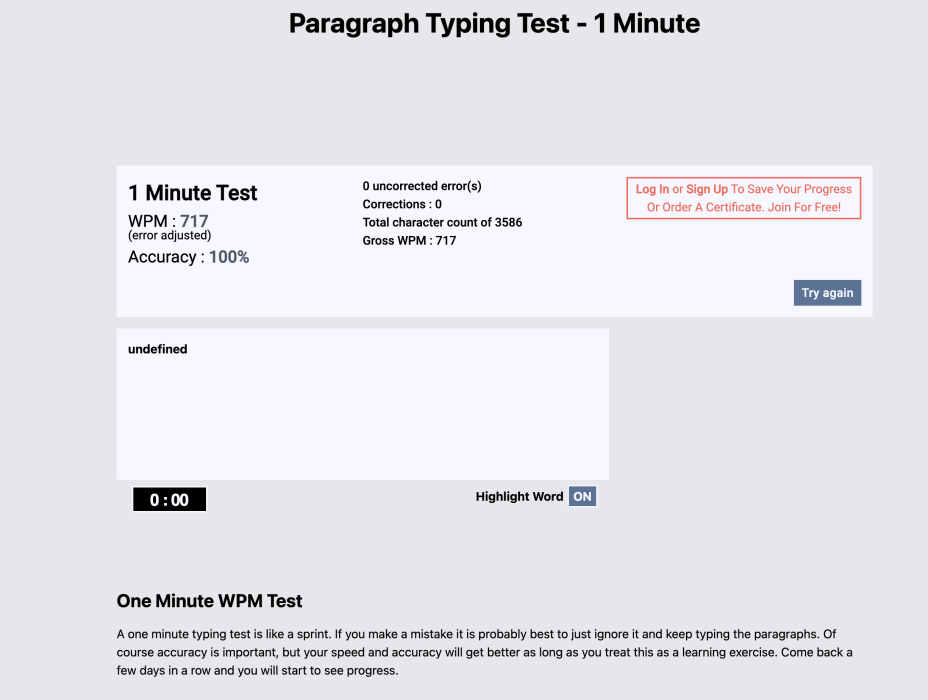 Paragraph Typing Test - 1 Minute
1 Minute Test
WPM : 717
(error adjusted)
Accuracy : 100%
0 uncorrected error(s)
Corrections : 0
Total character count of 3586
Gross WPM : 717
Log In or Sign Up To Save Your Progress
Or Order A Certificate. Join For Free!
Try again
undefined
0 : 00
Highlight Word ON
One Minute WPM Test
A one minute typing test is like a sprint. If you make a mistake it is probably best to just ignore it and keep typing the paragraphs. Of
course accuracy is important, but your speed and accuracy will get better as long as you treat this as a learning exercise. Come back a
few days in a row and you will start to see progress.